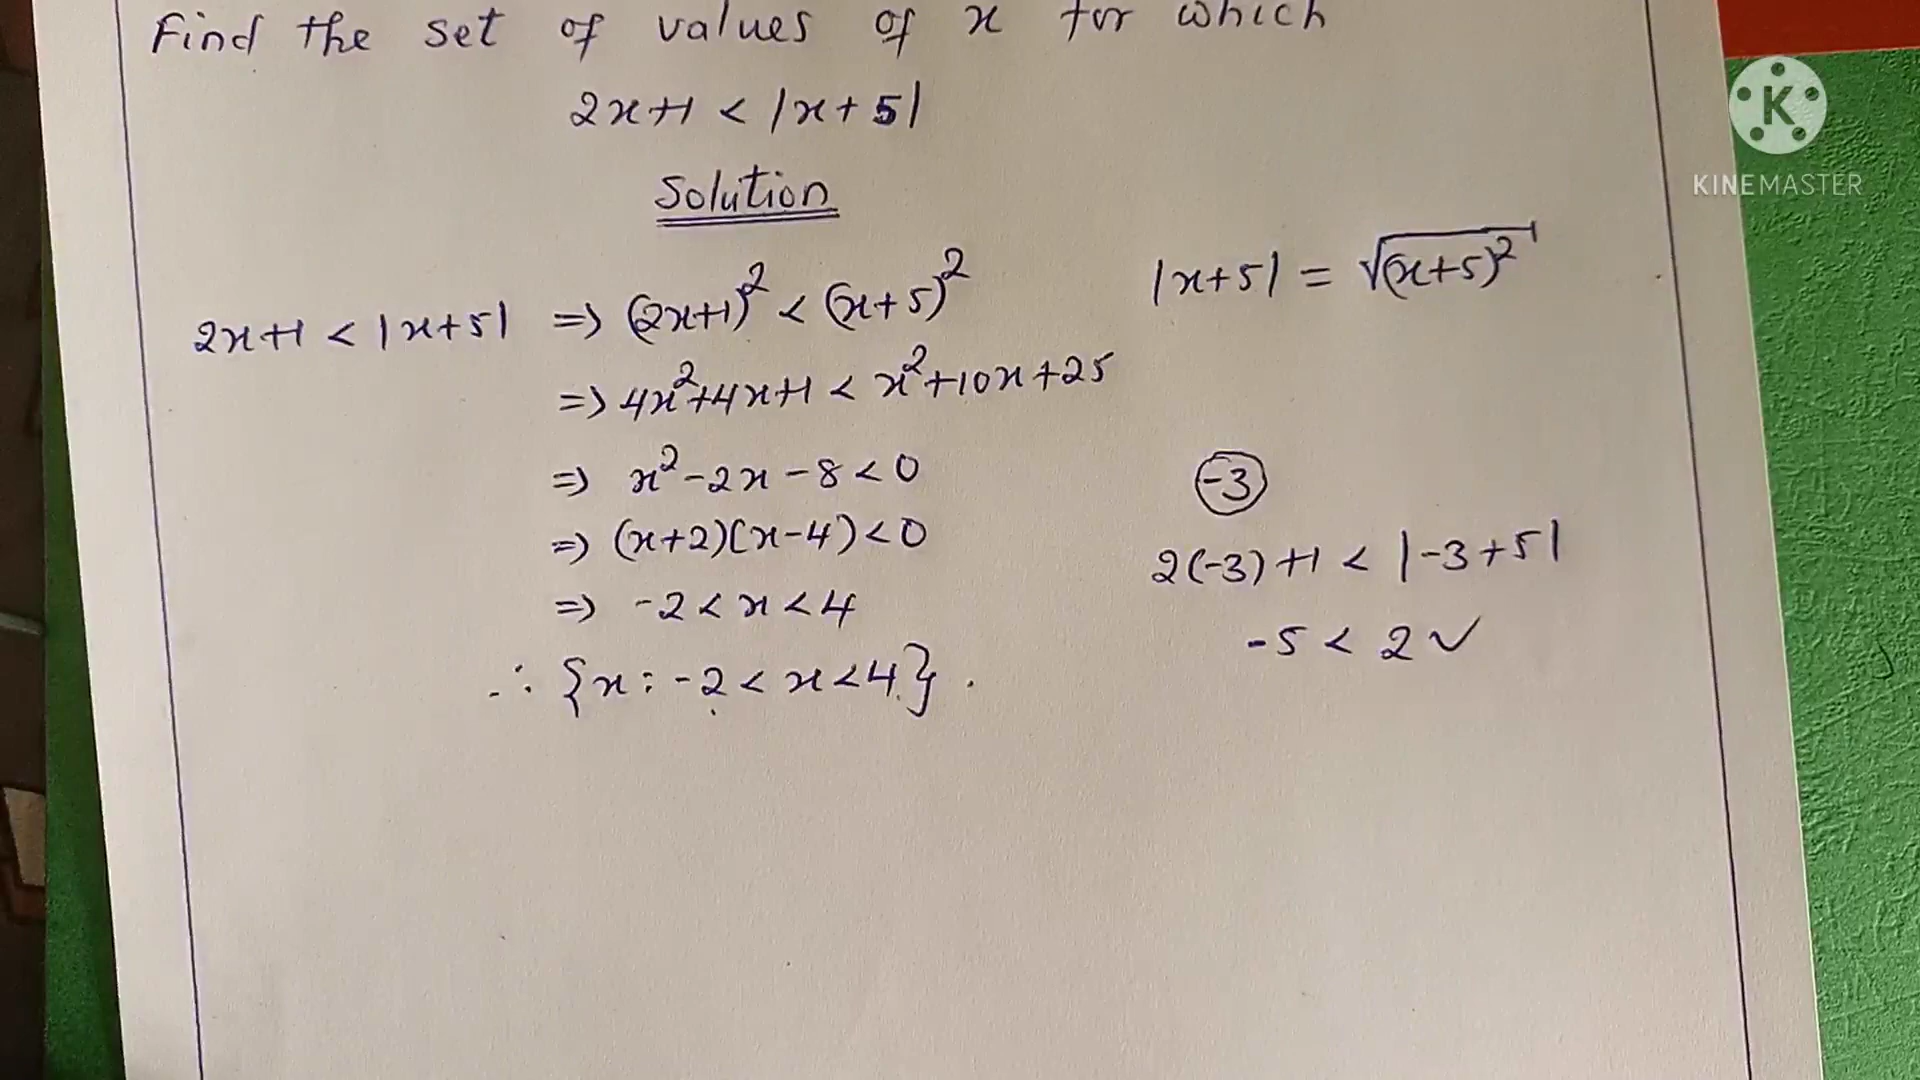 Find the set of values of x for which
2x+1 < |x+5|
Solution
2x+1 < |x+5| => (2x+1)² < (x+5)²
|x+5| = √(x+5)²
=> 4x²+4x+1 < x²+10x+25
=> x²-2x-8<0
=> (x+2)(x-4)<0
=> -2<x<4
∴ {x: -2<x<4}.
-3
2(-3)+1 < |-3+5|
-5 < 2 ✓
K
KINEMASTER